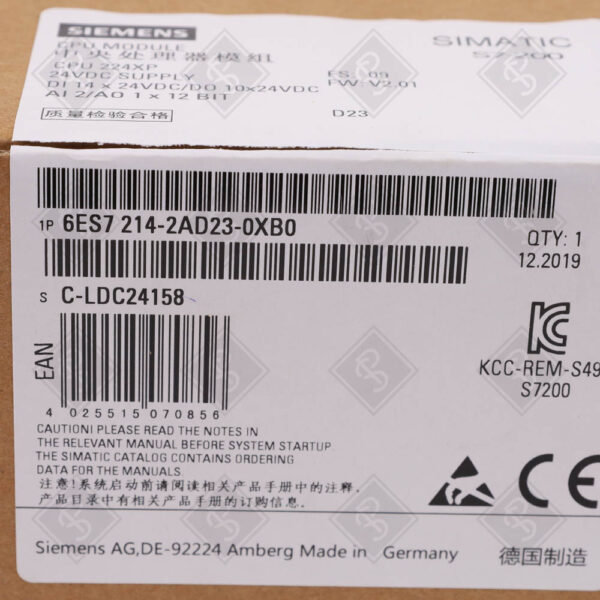 SIEMENS
SIMATIC
S7-200
CPU MODULE
中央处理器模组
CPU 224XP
24VDC SUPPLY
DI 14 x 24VDC/DO 10x24VDC
AI 2/AO 1 x 12 BIT
FS: 09
FW: V2.01
质量检验合格
D23
1P 6ES7 214-2AD23-0XB0
QTY: 1
12.2019
S C-LDC24158
EAN
4 025515 070856
KCC-REM-S49
S7200
CAUTION! PLEASE READ THE NOTES IN
THE RELEVANT MANUAL BEFORE SYSTEM STARTUP.
THE SIMATIC CATALOG CONTAINS ORDERING
DATA FOR THE MANUALS.
注意!系统启动前请阅读相关产品手册中的注释。
产品目录中有相关产品手册的订购信息。
CE
Siemens AG,DE-92224 Amberg Made in Germany
德国制造